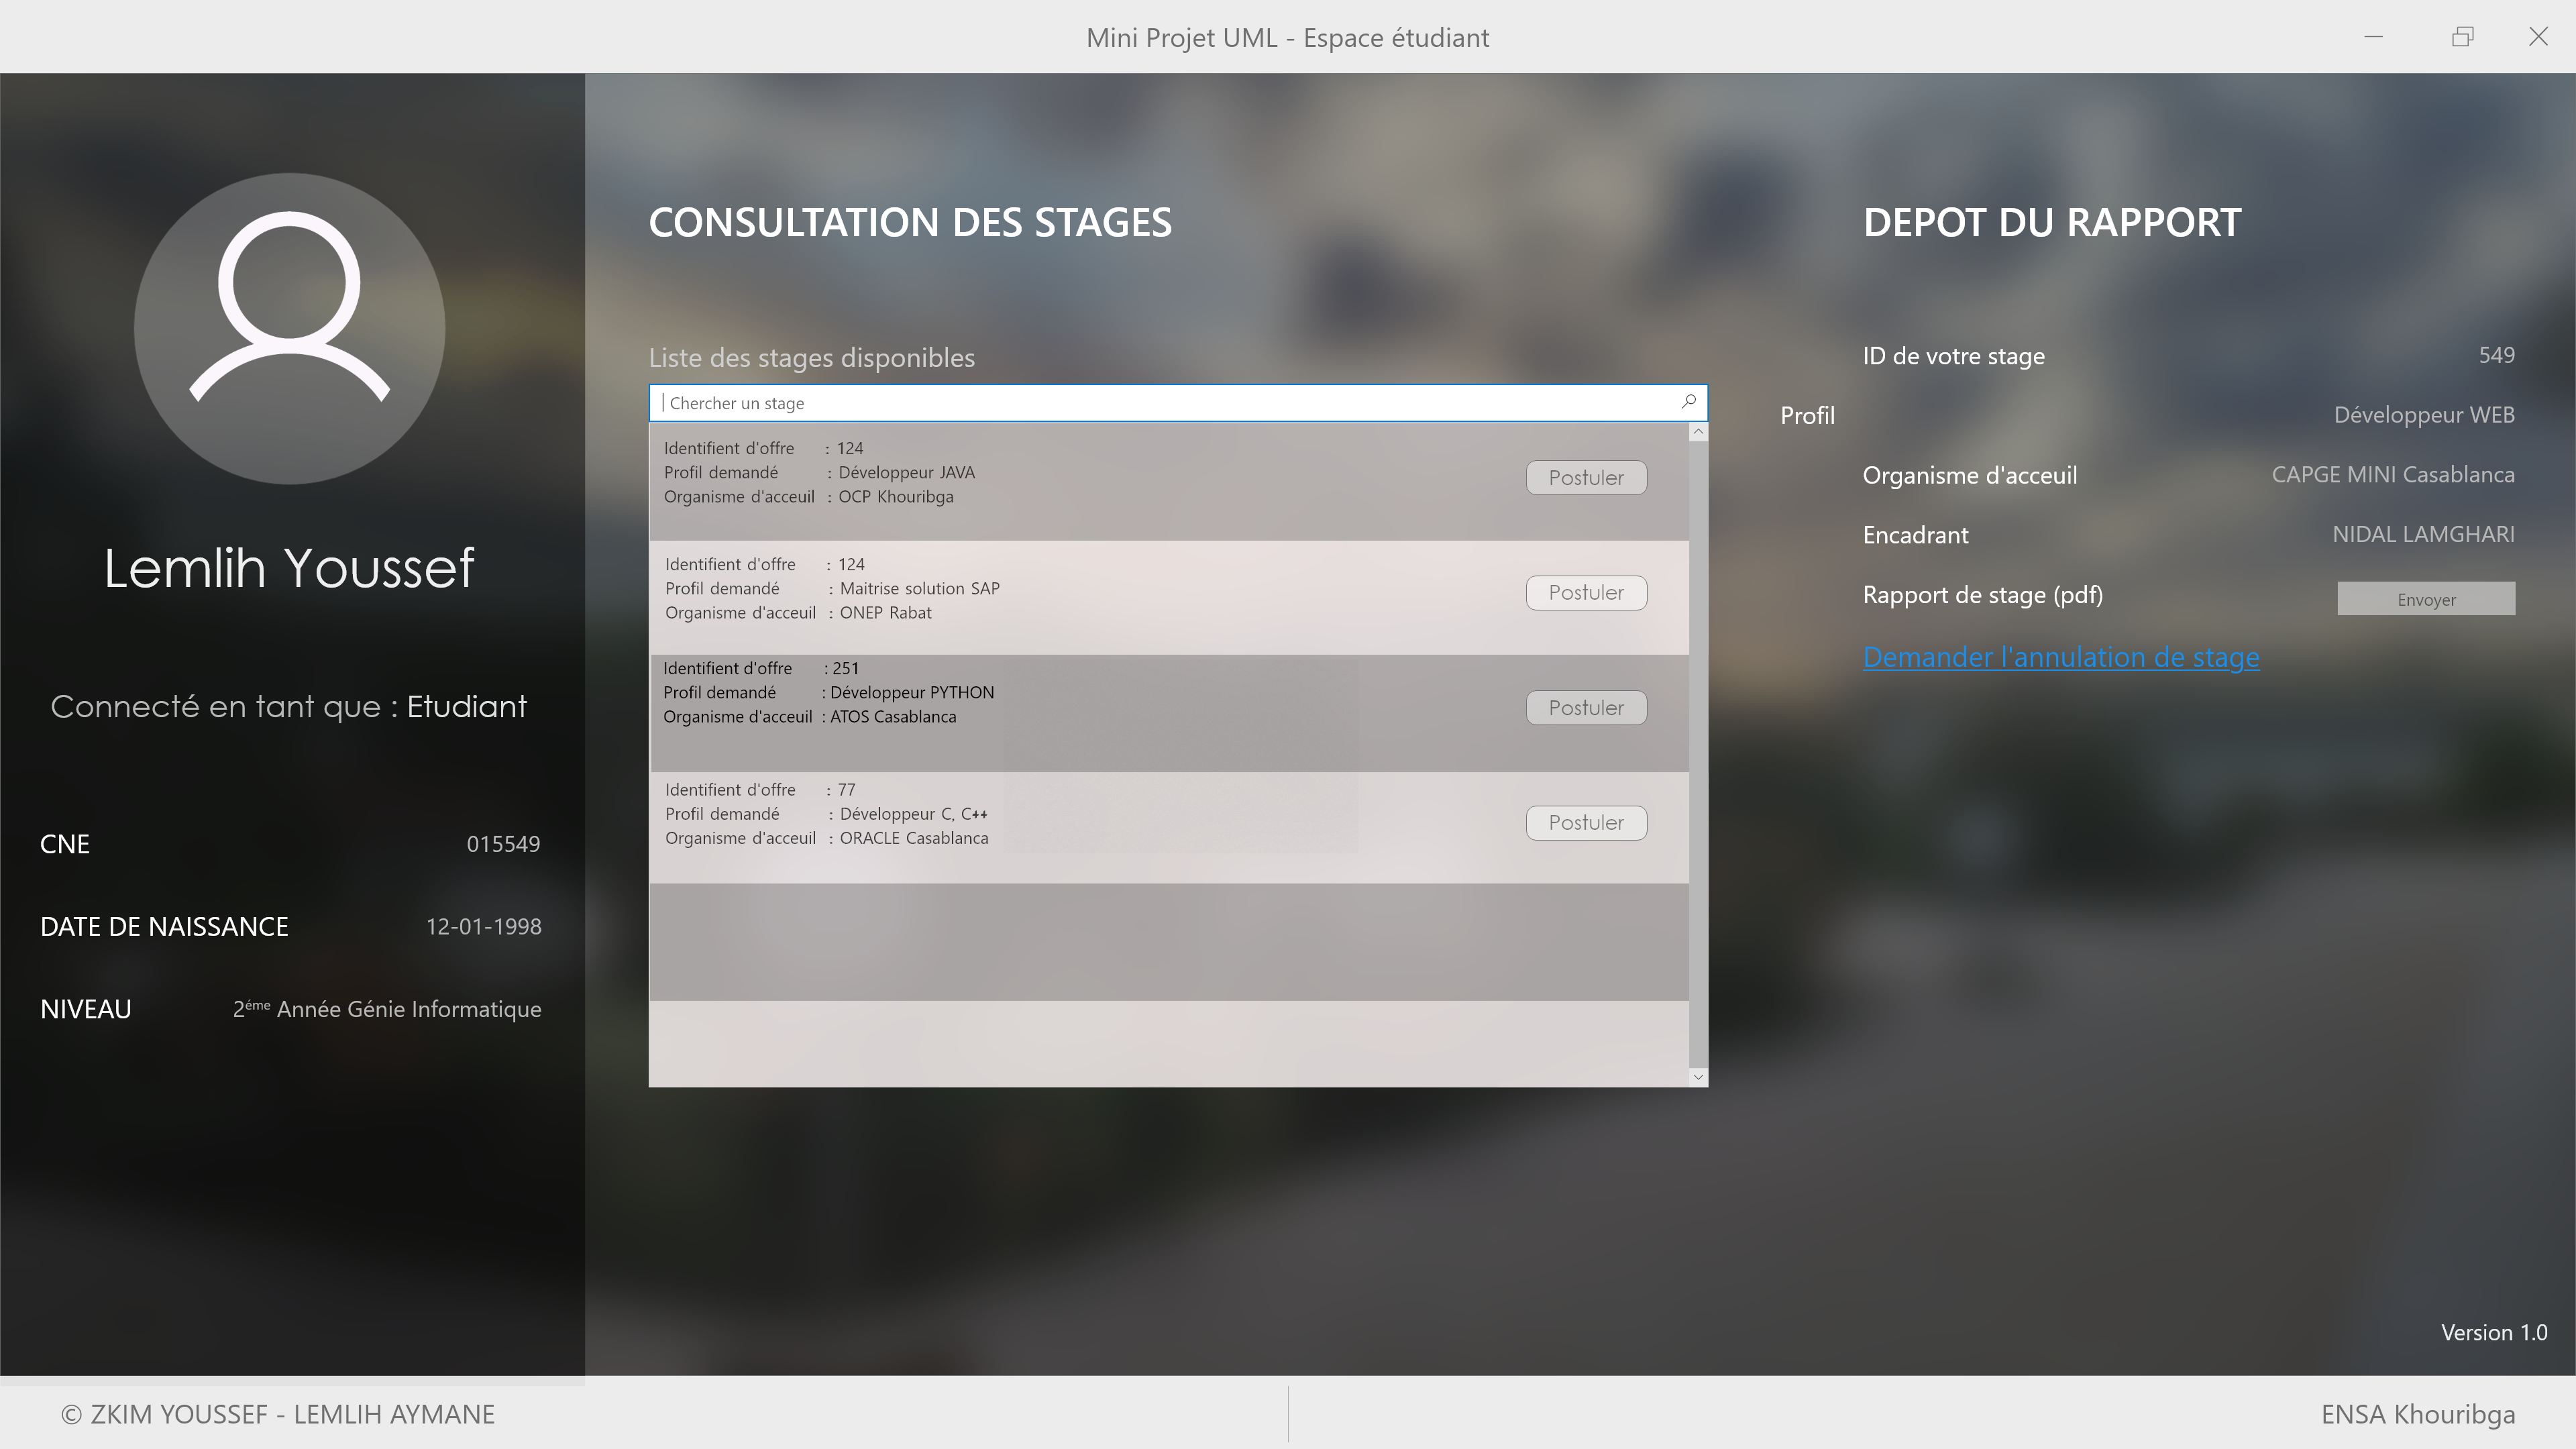 Mini Projet UML - Espace étudiant
Lemlih Youssef
Connecté en tant que : Etudiant
CNE 015549
DATE DE NAISSANCE 12-01-1998
NIVEAU 2éme Année Génie Informatique
CONSULTATION DES STAGES
Liste des stages disponibles
Chercher un stage
Identifient d'offre : 124
Profil demandé : Développeur JAVA
Organisme d'acceuil : OCP Khouribga
Postuler
Identifient d'offre : 124
Profil demandé : Maitrise solution SAP
Organisme d'acceuil : ONEP Rabat
Postuler
Identifient d'offre : 251
Profil demandé : Développeur PYTHON
Organisme d'acceuil : ATOS Casablanca
Postuler
Identifient d'offre : 77
Profil demandé : Développeur C, C++
Organisme d'acceuil : ORACLE Casablanca
Postuler
DEPOT DU RAPPORT
ID de votre stage 549
Profil Développeur WEB
Organisme d'acceuil CAPGE MINI Casablanca
Encadrant NIDAL LAMGHARI
Rapport de stage (pdf) Envoyer
Demander l'annulation de stage
Version 1.0
© ZKIM YOUSSEF - LEMLIH AYMANE
ENSA Khouribga